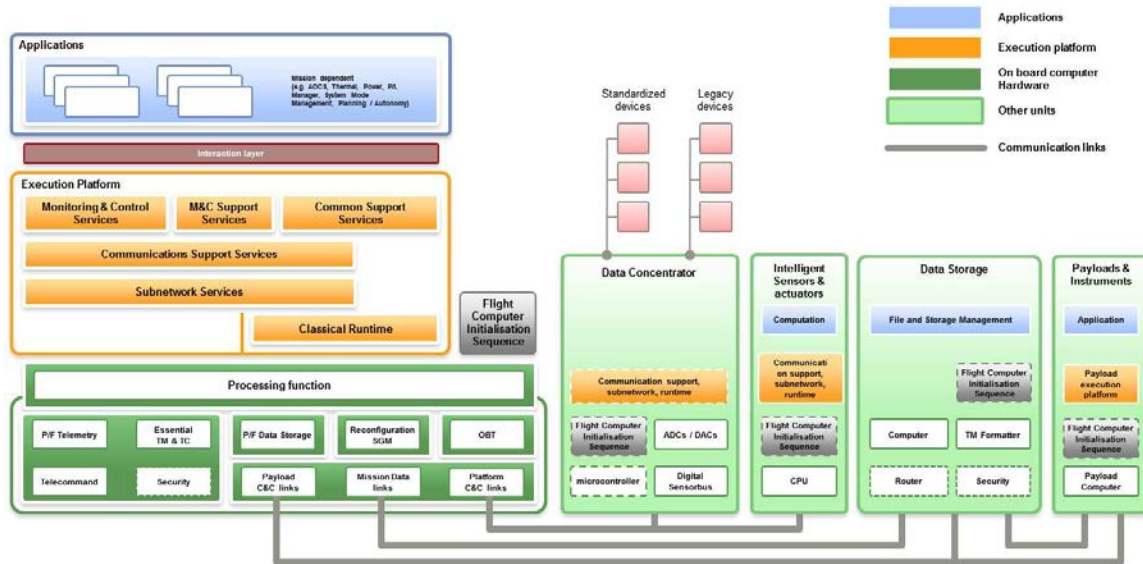 Applications
Mission dependent
(e.g. AOCS, Thermal, Power, P/L
Manager, System Mode
Management, Planning / Autonomy)
Interaction layer
Execution Platform
Monitoring & Control
Services
M&C Support
Services
Common Support
Services
Communications Support Services
Subnetwork Services
Classical Runtime
Flight
Computer
Initialisation
Sequence
Processing function
P/F Telemetry
Essential
TM & TC
P/F Data Storage
Reconfiguration
SGM
OBT
Telecommand
Security
Payload
C&C links
Mission Data
links
Platform
C&C links
Standardized
devices
Legacy
devices
Data Concentrator
Communication support,
subnetwork, runtime
Flight Computer
Initialisation
Sequence
ADCs / DACs
microcontroller
Digital
Sensorbus
Intelligent
Sensors &
actuators
Computation
Communicati
on support,
subnetwork,
runtime
Flight Computer
Initialisation
Sequence
CPU
Data Storage
File and Storage Management
Flight Computer
Initialisation
Sequence
Computer
TM Formatter
Router
Security
Payloads &
Instruments
Application
Payload
execution
platform
Flight Computer
Initialisation
Sequence
Payload
Computer
Applications
Execution platform
On board computer
Hardware
Other units
Communication links